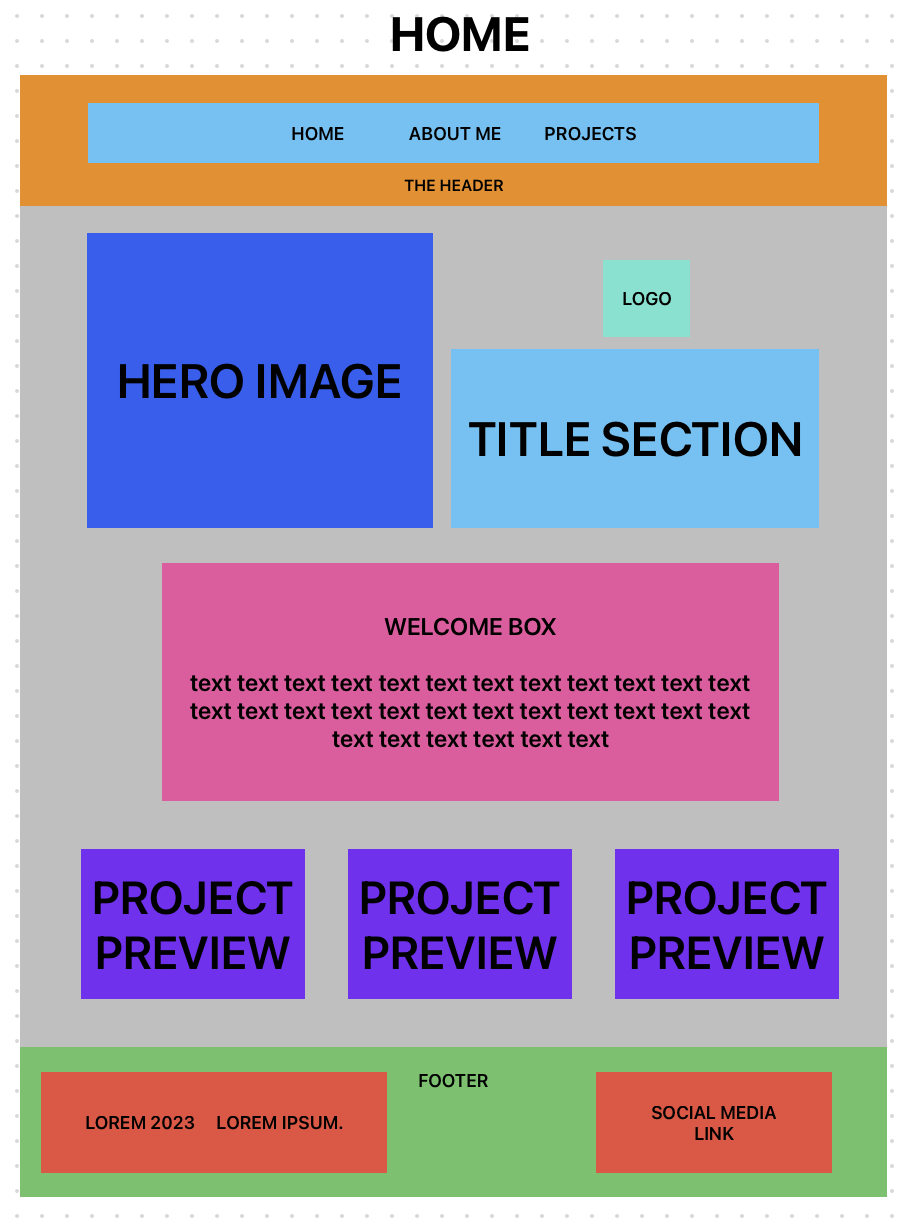 HOME
HOME ABOUT ME PROJECTS
THE HEADER
HERO IMAGE
LOGO
TITLE SECTION
WELCOME BOX
text text text text text text text text text text text text
text text text text text text text text text text text text
text text text text text text
PROJECT
PREVIEW
PROJECT
PREVIEW
PROJECT
PREVIEW
FOOTER
LOREM 2023 LOREM IPSUM.
SOCIAL MEDIA
LINK